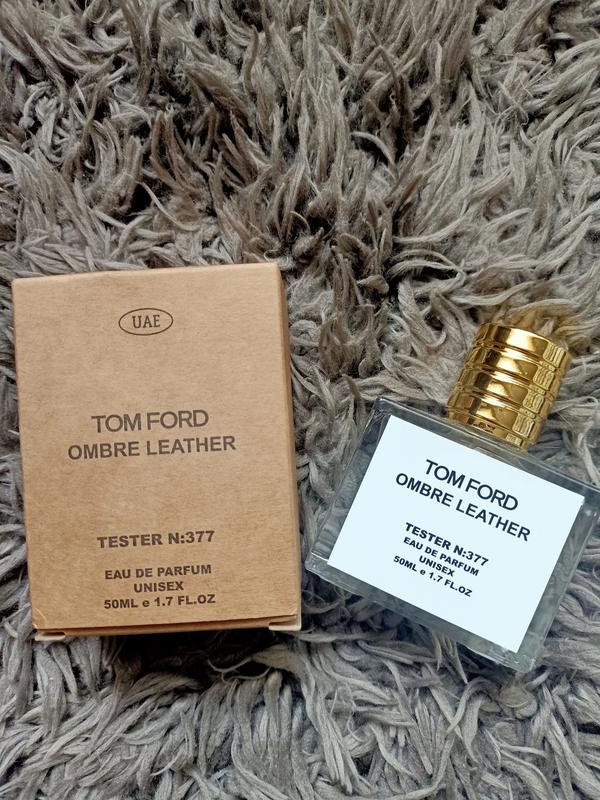 UAE
TOM FORD
OMBRE LEATHER
TESTER N:377
EAU DE PARFUM
UNISEX
50ML e 1.7 FL.OZ
TOM FORD
OMBRE LEATHER
TESTER N:377
EAU DE PARFUM
UNISEX
50ML e 1.7 FL.OZ